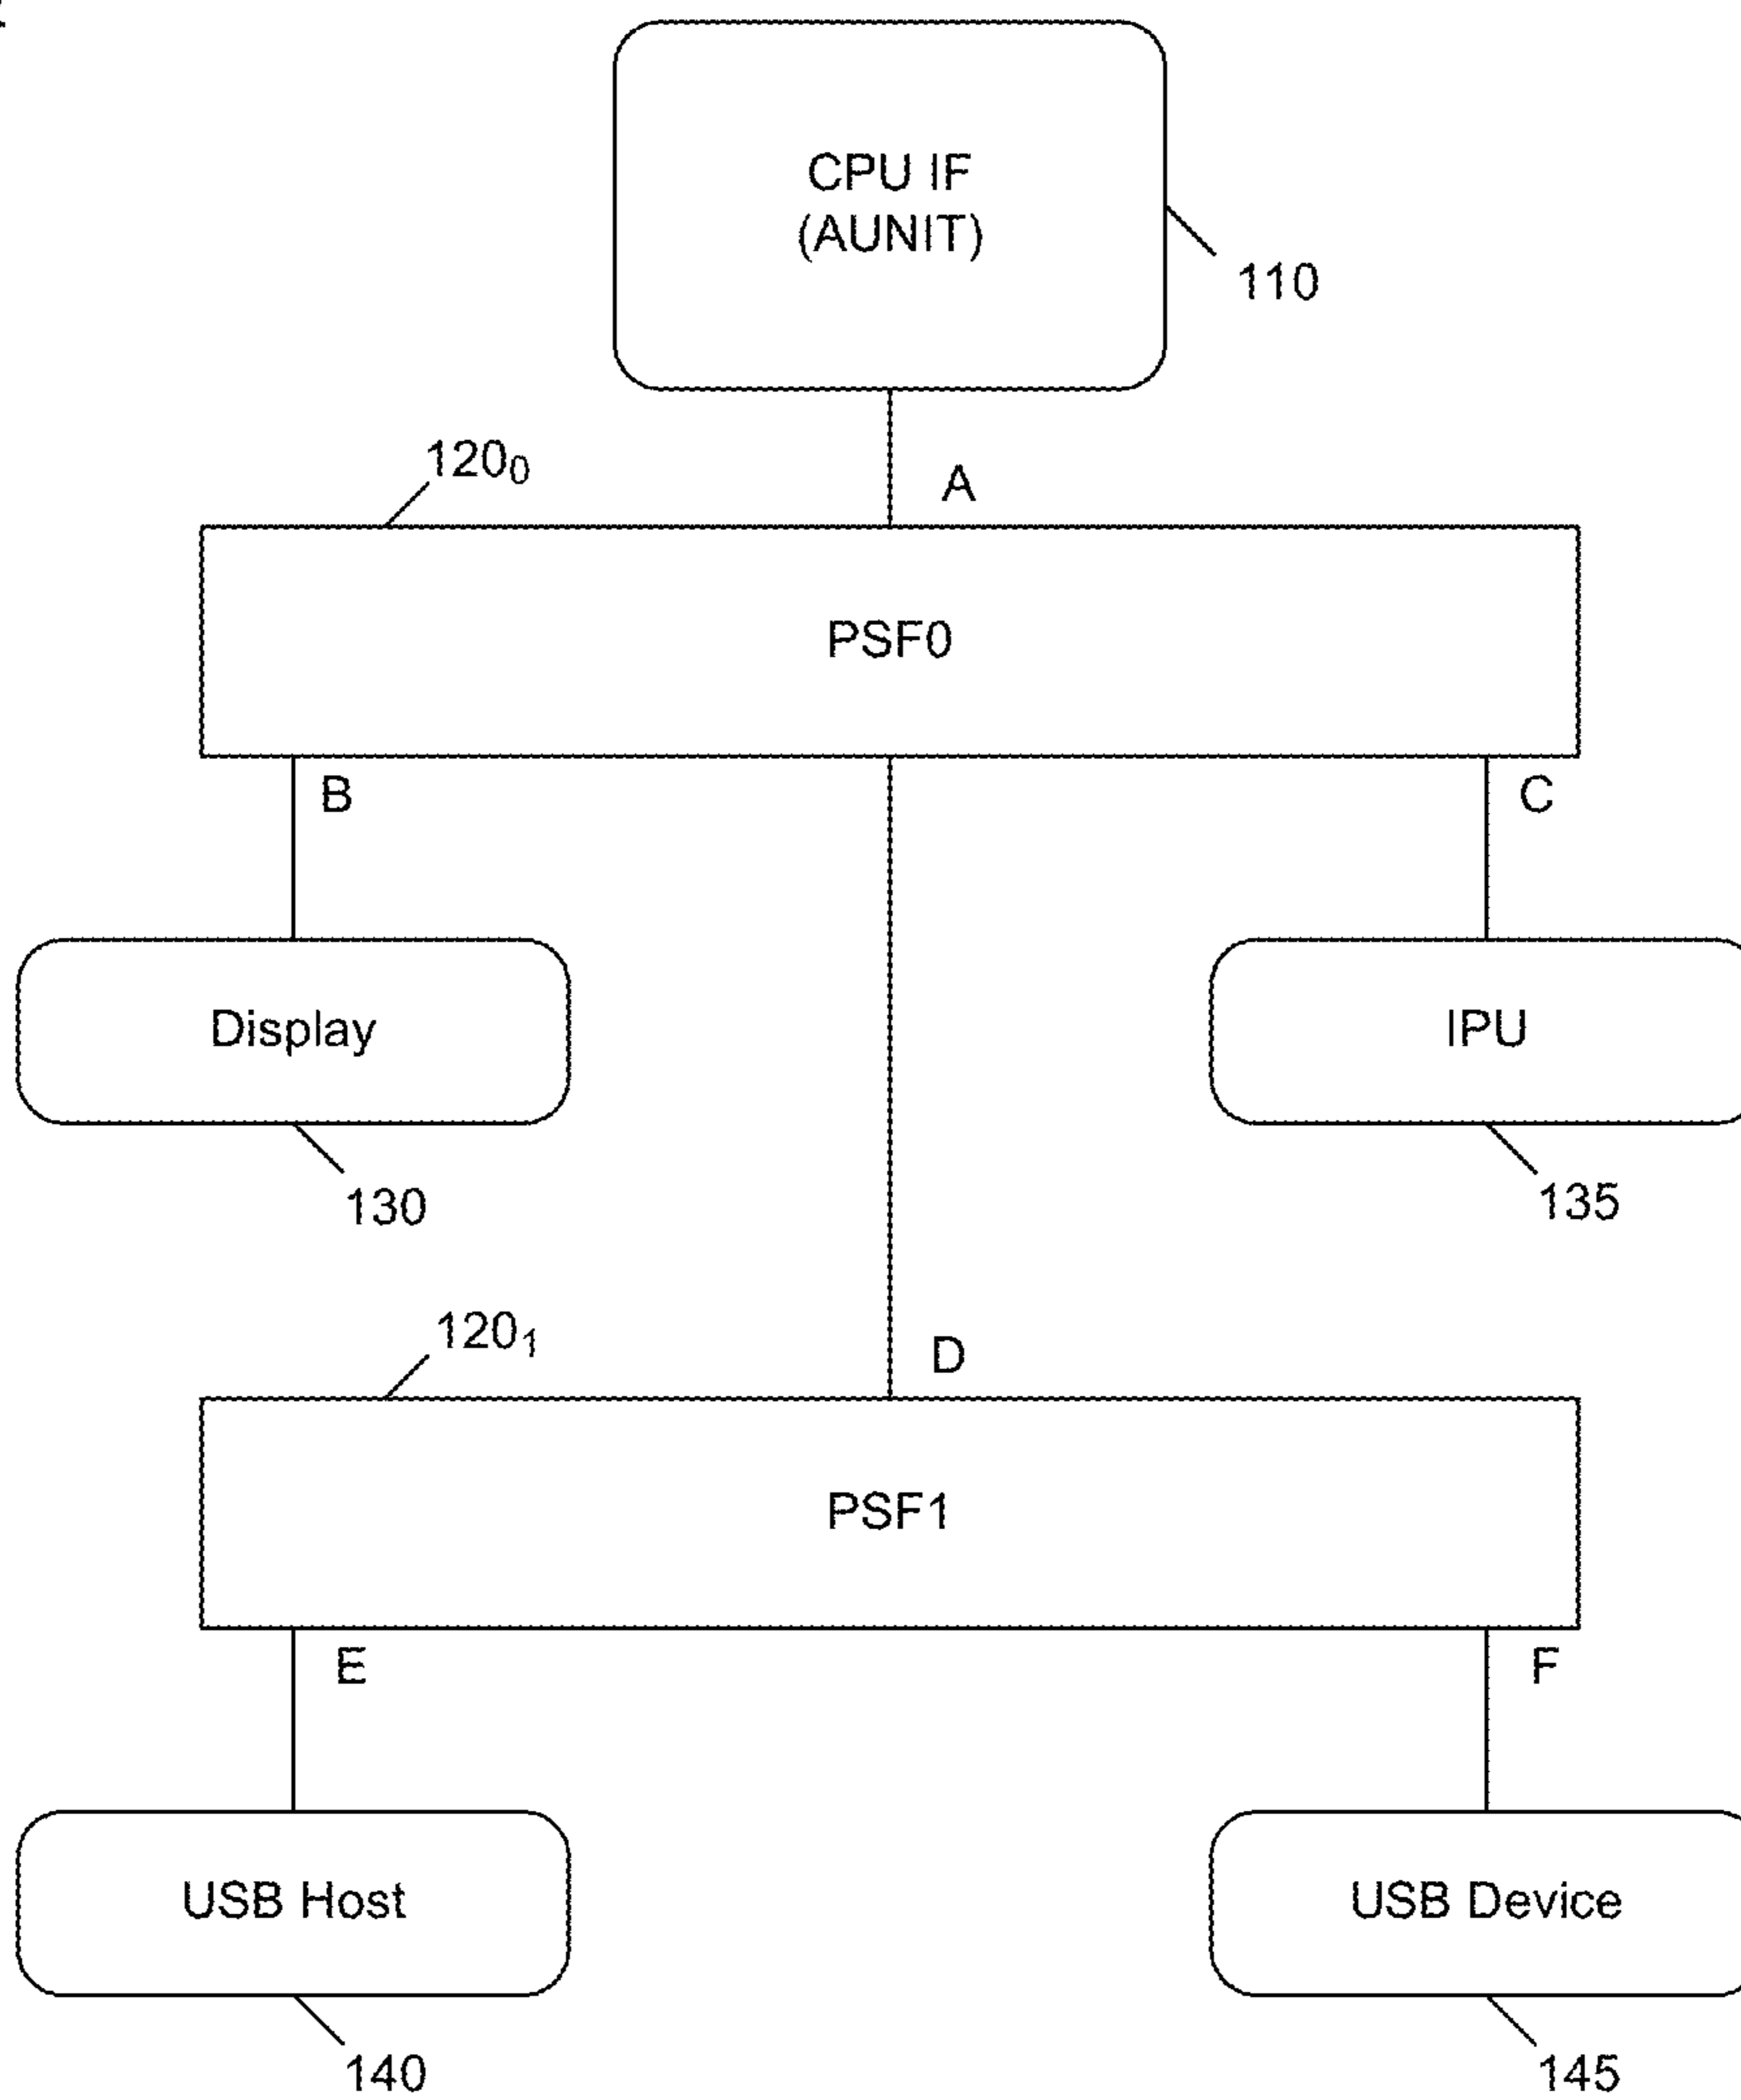 CPU IF
(AUNIT)
110
120₀
A
PSF0
B
C
Display
IPU
130
135
120₁
D
PSF1
E
F
USB Host
USB Device
140
145